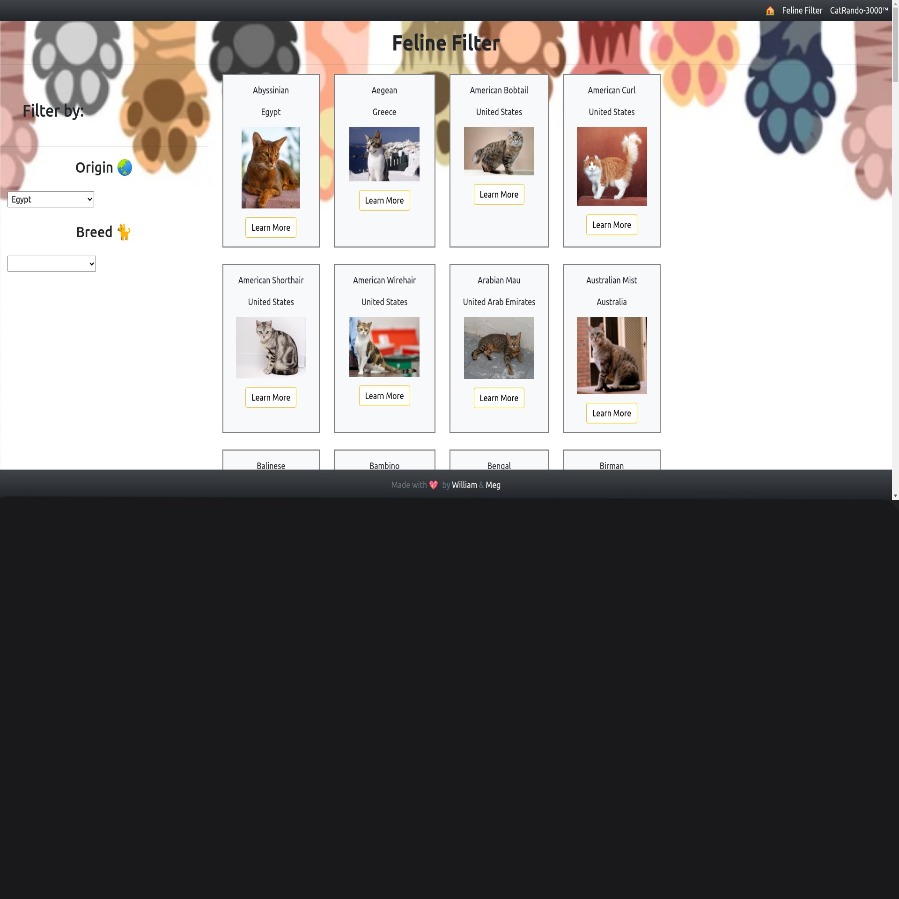 🏠 Feline Filter CatRando-3000™
Feline Filter
Filter by:
Origin 🌏
Egypt
Breed 🐈
Abyssinian
Egypt
Learn More
Aegean
Greece
Learn More
American Bobtail
United States
Learn More
American Curl
United States
Learn More
American Shorthair
United States
Learn More
American Wirehair
United States
Learn More
Arabian Mau
United Arab Emirates
Learn More
Australian Mist
Australia
Learn More
Balinese
Bambino
Bengal
Birman
Made with 💖 by William & Meg